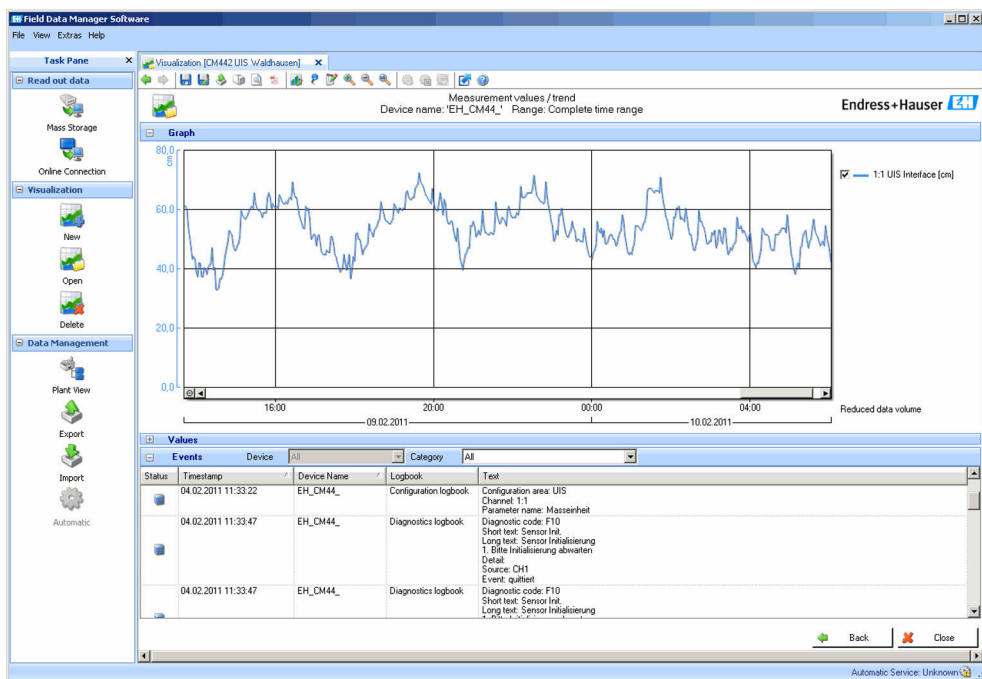 Field Data Manager Software
File View Extras Help
Task Pane
Visualization [CM442 UIS Waldhausen]
Read out data
Mass Storage
Online Connection
Visualization
New
Open
Delete
Data Management
Plant View
Export
Import
Automatic
Measurement values / trend
Device name: 'EH_CM44_' Range: Complete time range
Endress+Hauser EH
Graph
80,0
cm
60,0
40,0
20,0
0,0
16:00 20:00 00:00 04:00
09.02.2011 10.02.2011
1:1 UIS Interface [cm]
Reduced data volume
Values
Events Device All Category All
Status Timestamp Device Name Logbook Text
04.02.2011 11:33:22 EH_CM44_ Configuration logbook Configuration area: UIS
Channel: 1:1
Parameter name: Masseinheit
04.02.2011 11:33:47 EH_CM44_ Diagnostics logbook Diagnostic code: F10
Short text: Sensor Init.
Long text: Sensor Initialisierung
1. Bitte Initialisierung abwarten
Detail:
Source: CH1
Event: quittiert
04.02.2011 11:33:47 EH_CM44_ Diagnostics logbook Diagnostic code: F10
Short text: Sensor Init.
Long text: Sensor Initialisierung
Back Close
Automatic Service: Unknown